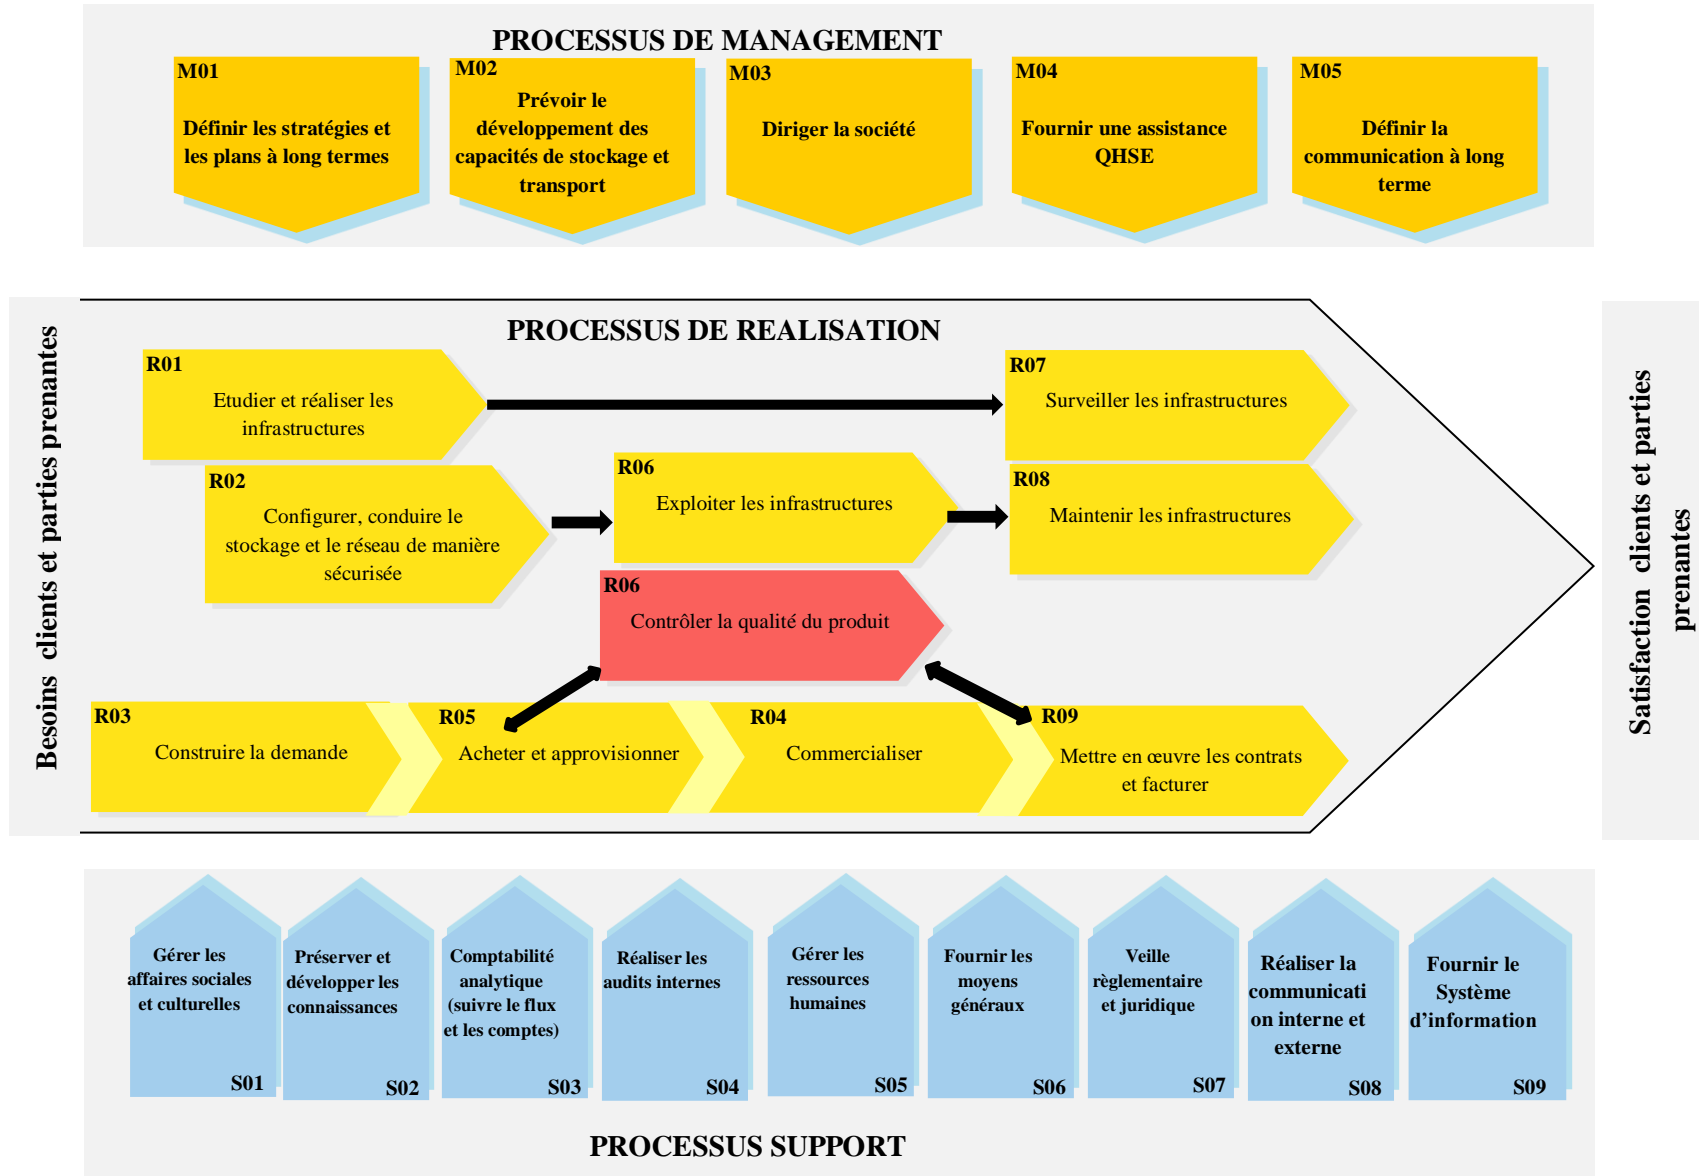 PROCESSUS DE MANAGEMENT
M01
Définir les stratégies et
les plans à long termes
M02
Prévoir le
développement des
capacités de stockage et
transport
M03
Diriger la société
M04
Fournir une assistance
QHSE
M05
Définir la
communication à long
terme
Besoins clients et parties prenantes
PROCESSUS DE REALISATION
R01
Etudier et réaliser les
infrastructures
R07
Surveiller les infrastructures
R02
Configurer, conduire le
stockage et le réseau de manière
sécurisée
R06
Exploiter les infrastructures
R08
Maintenir les infrastructures
R06
Contrôler la qualité du produit
R03
Construire la demande
R05
Acheter et approvisionner
R04
Commercialiser
R09
Mettre en œuvre les contrats
et facturer
Satisfaction clients et parties
prenantes
Gérer les
affaires sociales
et culturelles
S01
Préserver et
développer les
connaissances
S02
Comptabilité
analytique
(suivre le flux
et les comptes)
S03
Réaliser les
audits internes
S04
Gérer les
ressources
humaines
S05
Fournir les
moyens
généraux
S06
Veille
règlementaire
et juridique
S07
Réaliser la
communicati
on interne et
externe
S08
Fournir le
Système
d’information
S09
PROCESSUS SUPPORT